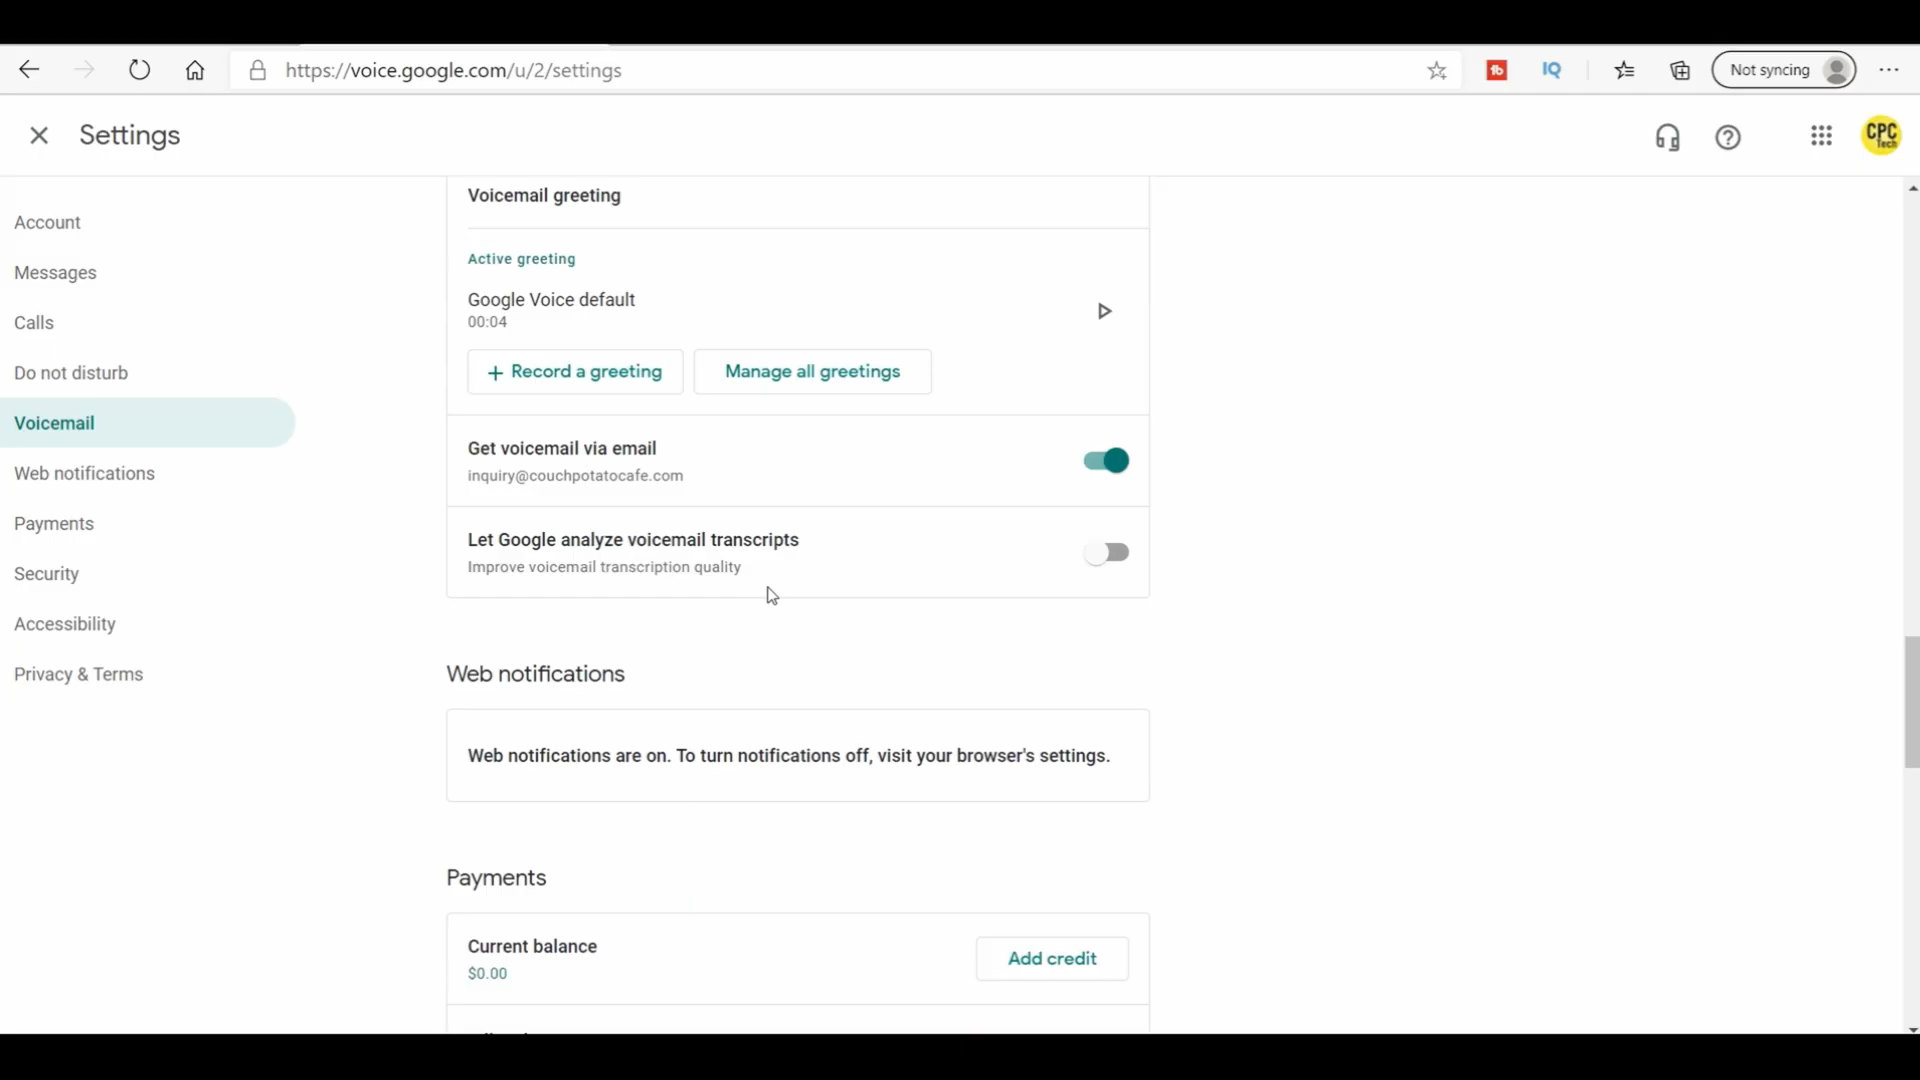 https://voice.google.com/u/2/settings
tb
IQ
Not syncing
Settings
CPC
Tech
Account
Messages
Calls
Do not disturb
Voicemail
Web notifications
Payments
Security
Accessibility
Privacy & Terms
Voicemail greeting
Active greeting
Google Voice default
00:04
+ Record a greeting
Manage all greetings
Get voicemail via email
inquiry@couchpotatocafe.com
Let Google analyze voicemail transcripts
Improve voicemail transcription quality
Web notifications
Web notifications are on. To turn notifications off, visit your browser's settings.
Payments
Current balance
$0.00
Add credit